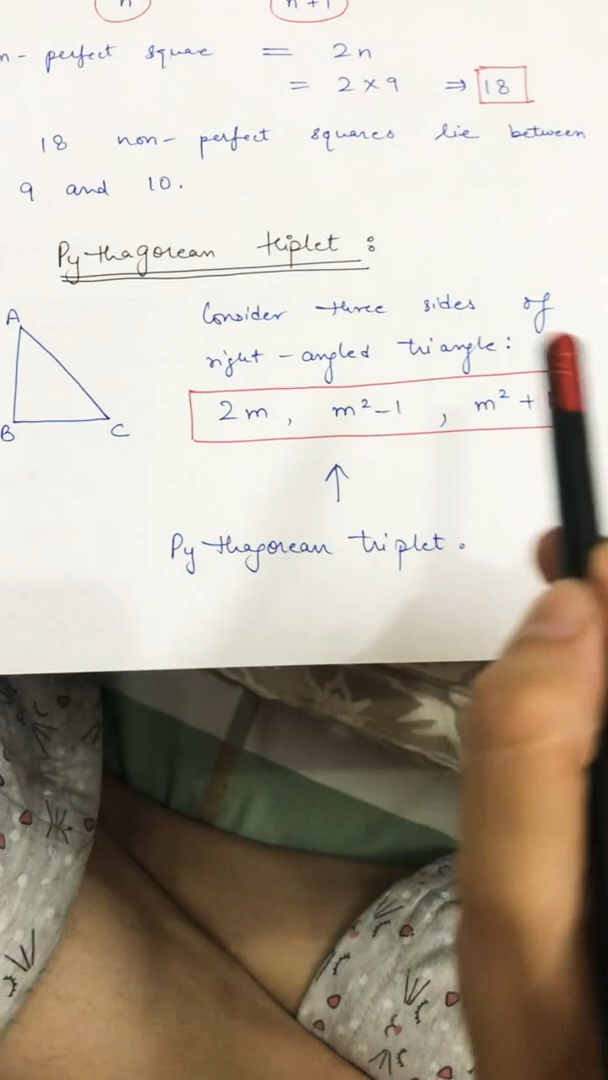 n
n+1
n- perfect square = 2n
= 2×9 ⇒ 18
18 non-perfect squares lie between
9 and 10.
Pythagorean triplet :
A
B
C
Consider three sides of
right-angled triangle:
2m , m²-1 , m² +
↑
Pythagorean triplet.